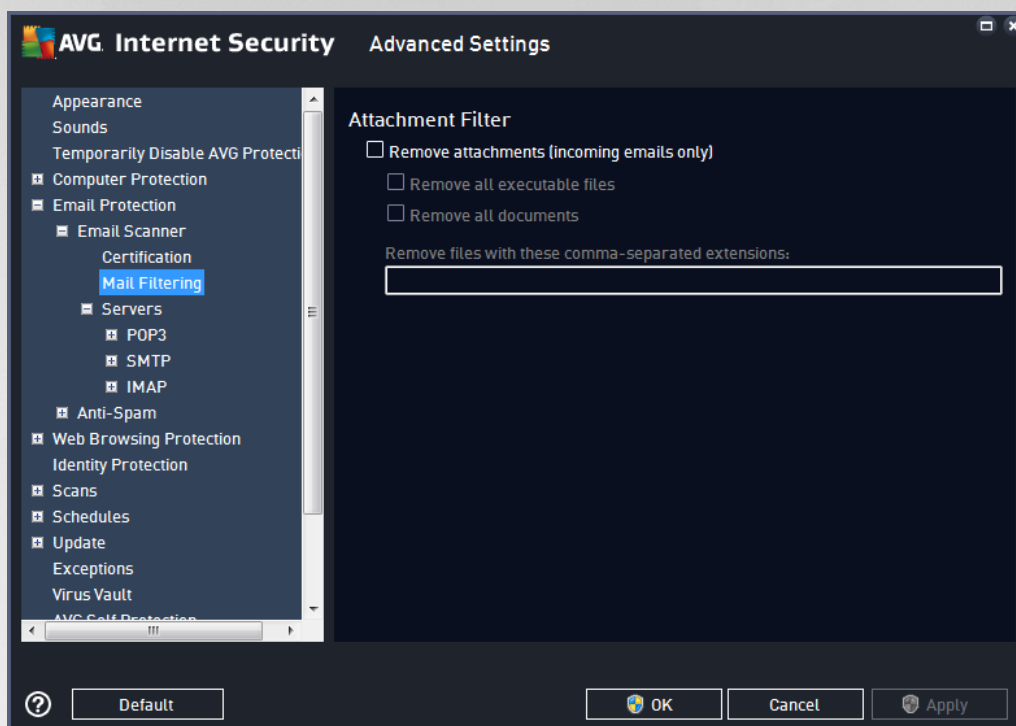 AVG. Internet Security Advanced Settings
Appearance
Sounds
Temporarily Disable AVG Protecti
Computer Protection
Email Protection
Email Scanner
Certification
Mail Filtering
Servers
POP3
SMTP
IMAP
Anti-Spam
Web Browsing Protection
Identity Protection
Scans
Schedules
Update
Exceptions
Virus Vault
AVG Self Protection
Attachment Filter
Remove attachments (incoming emails only)
Remove all executable files
Remove all documents
Remove files with these comma-separated extensions:
? Default OK Cancel Apply